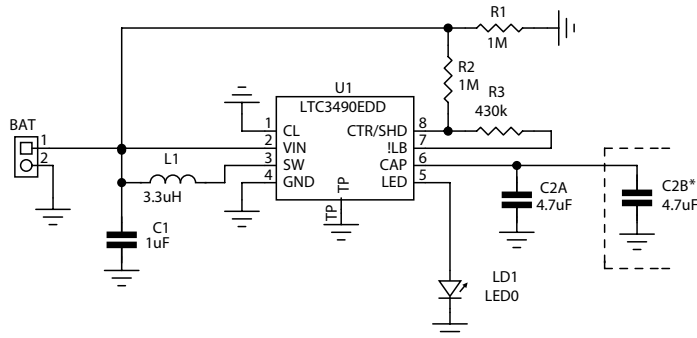 R1
1M
R2
1M
R3
430k
U1
LTC3490EDD
BAT
1
2
L1
3.3uH
C1
1uF
1 CL
2 VIN
3 SW
4 GND
CTR/SHD 8
!LB 7
CAP 6
LED 5
TP
TP
C2A
4.7uF
C2B*
4.7uF
LD1
LED0